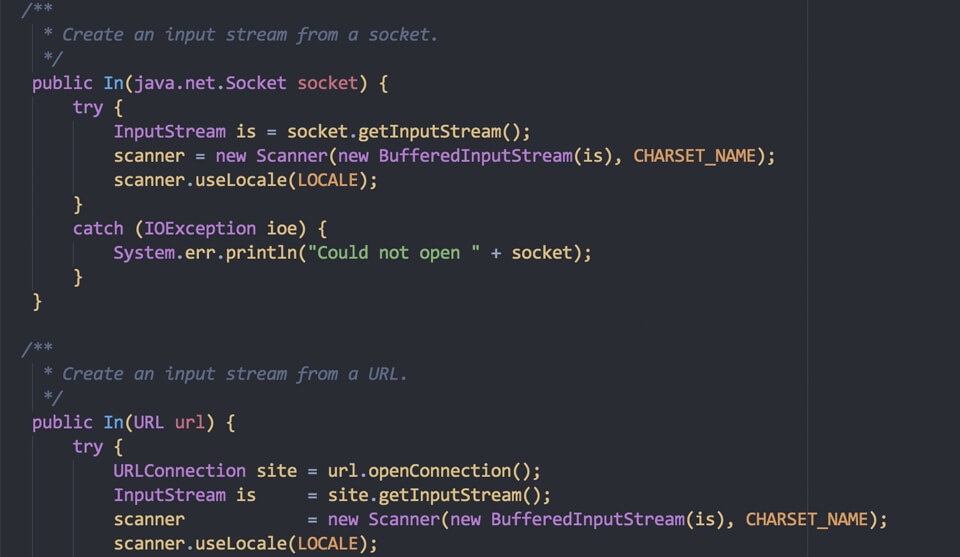 /**
 * Create an input stream from a socket.
 */
public In(java.net.Socket socket) {
    try {
        InputStream is = socket.getInputStream();
        scanner = new Scanner(new BufferedInputStream(is), CHARSET_NAME);
        scanner.useLocale(LOCALE);
    }
    catch (IOException ioe) {
        System.err.println("Could not open " + socket);
    }
}

/**
 * Create an input stream from a URL.
 */
public In(URL url) {
    try {
        URLConnection site = url.openConnection();
        InputStream is     = site.getInputStream();
        scanner            = new Scanner(new BufferedInputStream(is), CHARSET_NAME);
        scanner.useLocale(LOCALE);